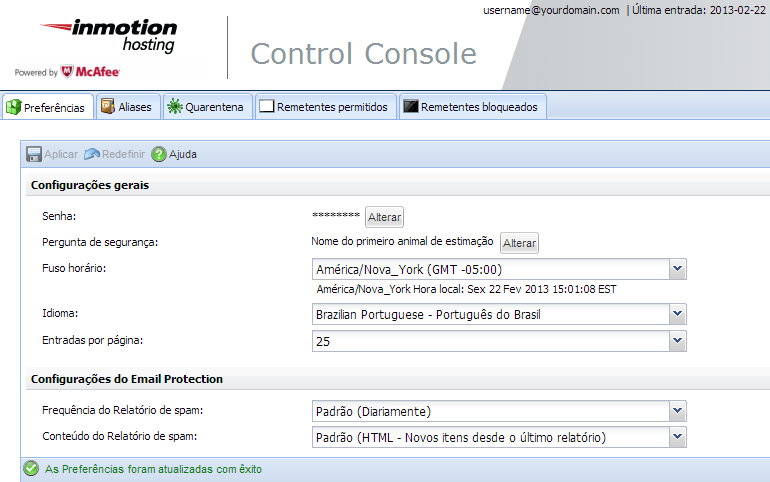 username@yourdomain.com | Última entrada: 2013-02-22
inmotion
hosting
Powered by McAfee
Control Console
Preferências Aliases Quarentena Remetentes permitidos Remetentes bloqueados
Aplicar Redefinir Ajuda
Configurações gerais
Senha: ******** Alterar
Pergunta de segurança: Nome do primeiro animal de estimação Alterar
Fuso horário: América/Nova_York (GMT -05:00)
América/Nova_York Hora local: Sex 22 Fev 2013 15:01:08 EST
Idioma: Brazilian Portuguese - Português do Brasil
Entradas por página: 25
Configurações do Email Protection
Frequência do Relatório de spam: Padrão (Diariamente)
Conteúdo do Relatório de spam: Padrão (HTML - Novos itens desde o último relatório)
As Preferências foram atualizadas com êxito